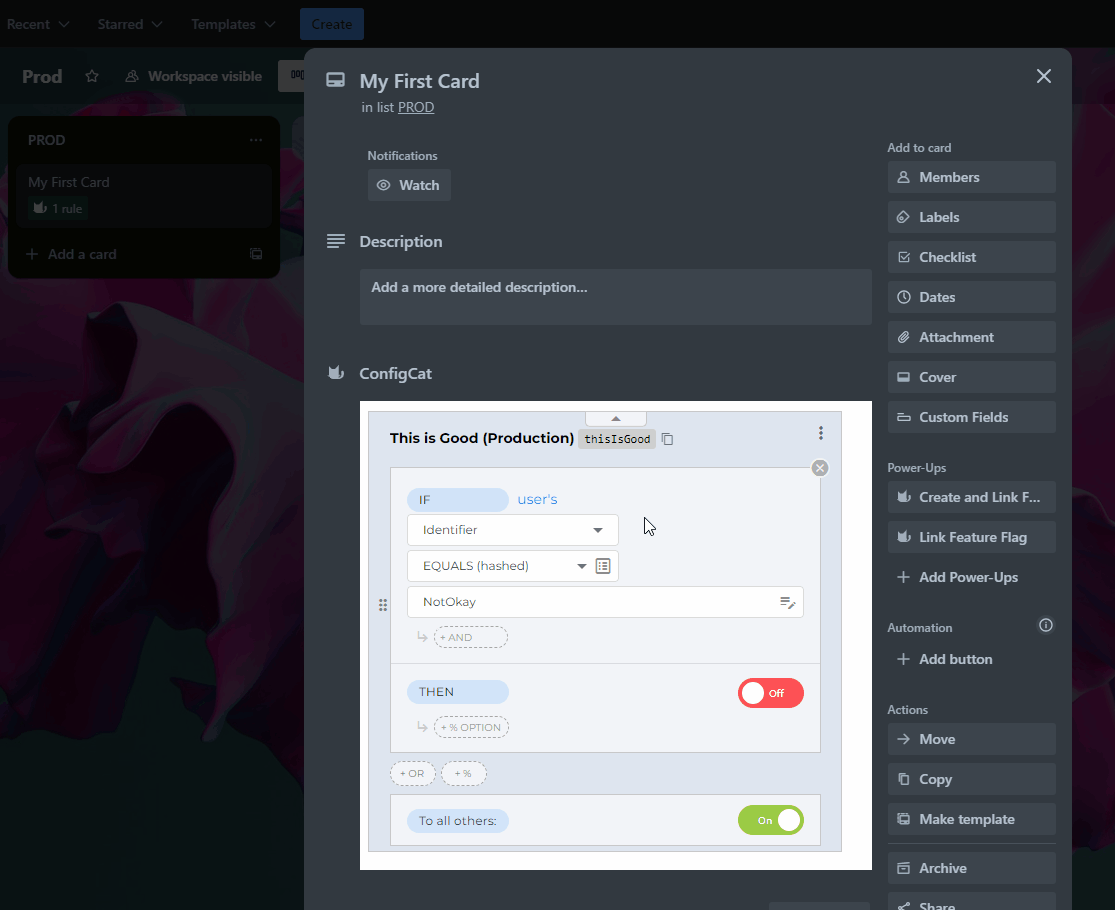 Recent
Starred
Templates
Create
Prod
Workspace visible
PROD
My First Card
1 rule
+ Add a card
My First Card
in list PROD
Notifications
Watch
Description
Add a more detailed description...
ConfigCat
This is Good (Production) thisIsGood
IF user's
Identifier
EQUALS (hashed)
NotOkay
+ AND
THEN
Off
+ % OPTION
+ OR
+ %
To all others:
On
Add to card
Members
Labels
Checklist
Dates
Attachment
Cover
Custom Fields
Power-Ups
Create and Link F...
Link Feature Flag
+ Add Power-Ups
Automation
+ Add button
Actions
Move
Copy
Make template
Archive
Share